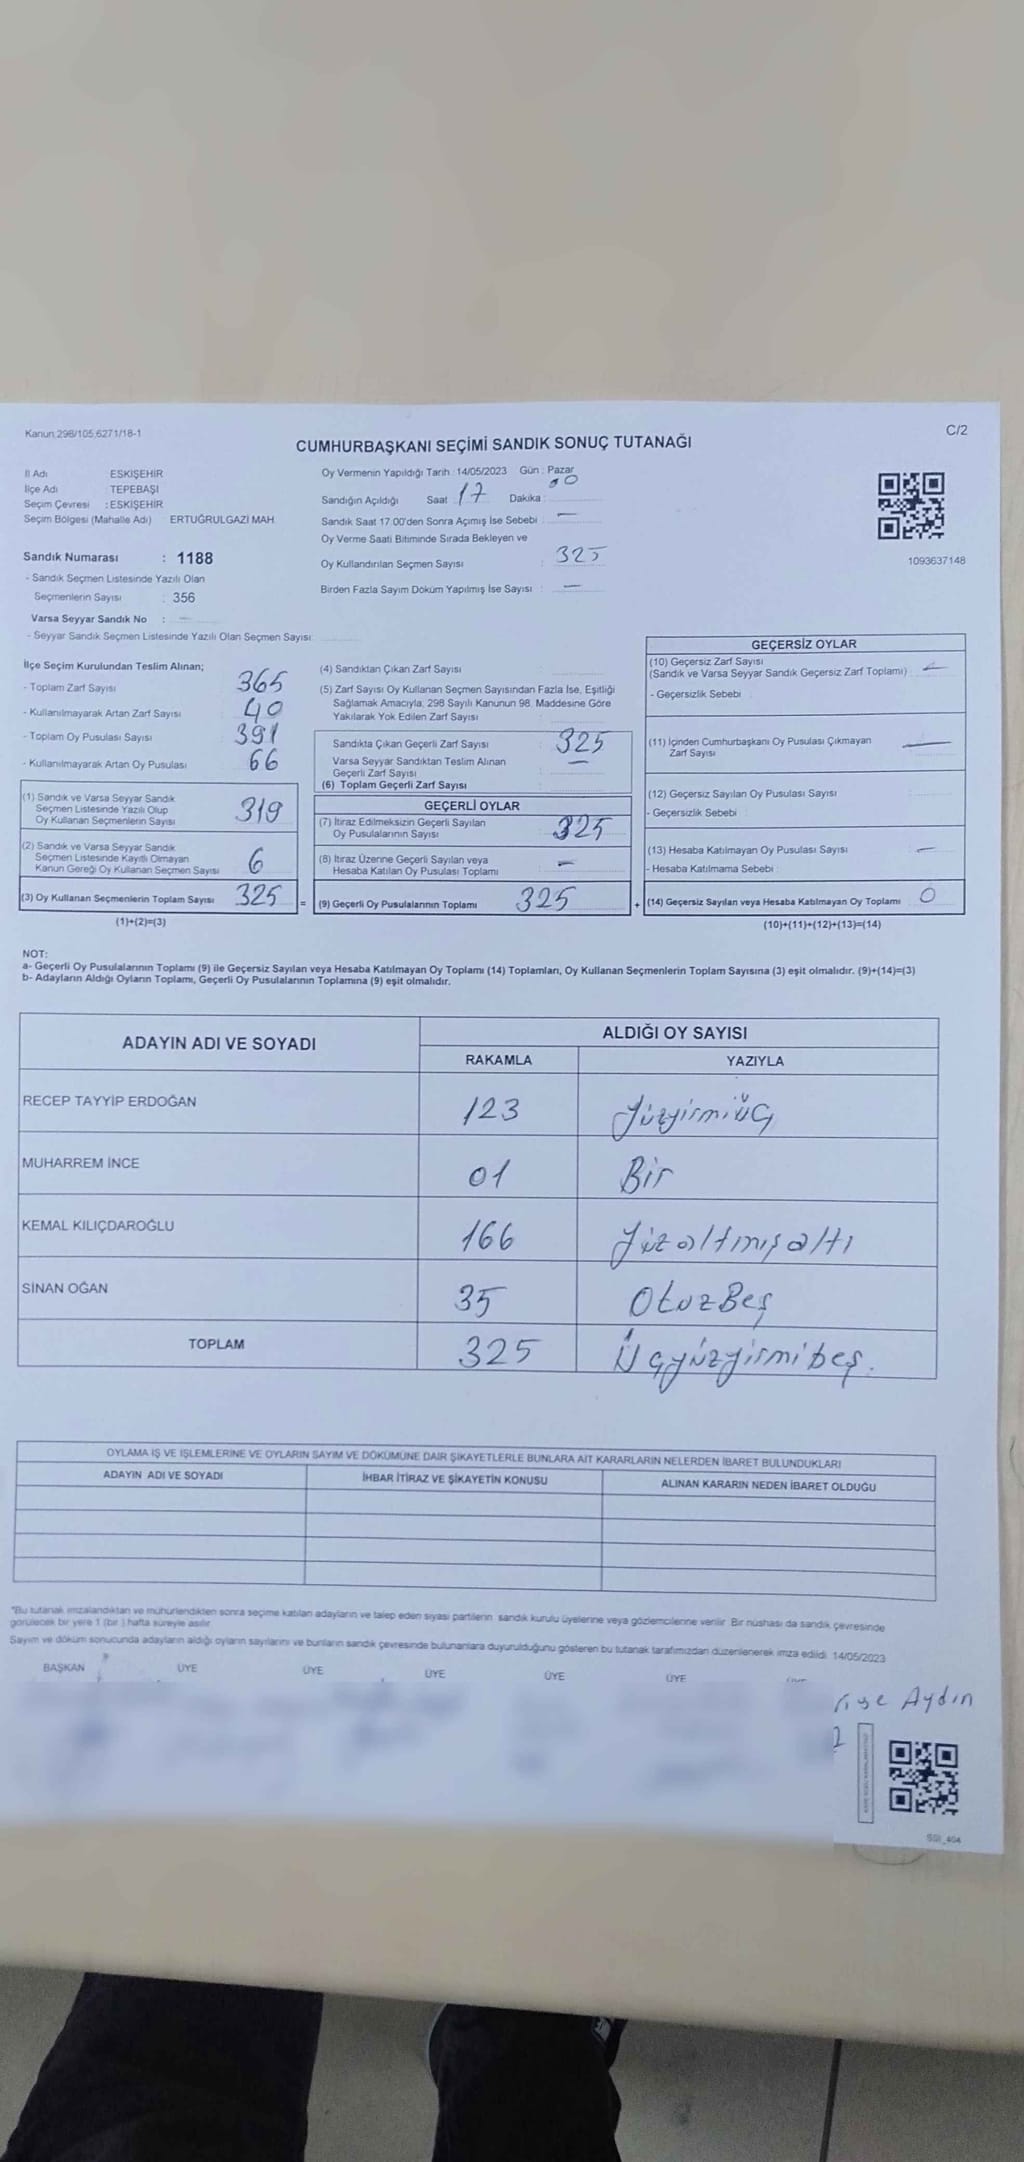 Kanun 298/105,6271/18-1
C/2
CUMHURBAŞKANI SEÇİMİ SANDIK SONUÇ TUTANAĞI
İl Adı : ESKİŞEHİR
İlçe Adı : TEPEBAŞI
Seçim Çevresi : ESKİŞEHİR
Seçim Bölgesi (Mahalle Adı) ERTUĞRULGAZİ MAH.
Sandık Numarası : 1188
- Sandık Seçmen Listesinde Yazılı Olan
Seçmenlerin Sayısı : 356
Varsa Seyyar Sandık No : –
- Seyyar Sandık Seçmen Listesinde Yazılı Olan Seçmen Sayısı
Oy Vermenin Yapıldığı Tarih : 14/05/2023 Gün : Pazar
Sandığın Açıldığı Saat 17 Dakika : 00
Sandık Saat 17.00'den Sonra Açımış İse Sebebi : –
Oy Verme Saati Bitiminde Sırada Bekleyen ve
Oy Kullandırılan Seçmen Sayısı : 325
Birden Fazla Sayım Döküm Yapılmış İse Sayısı : –
1093637148
İlçe Seçim Kurulundan Teslim Alınan;
- Toplam Zarf Sayısı 365
- Kullanılmayarak Artan Zarf Sayısı 40
- Toplam Oy Pusulası Sayısı 391
- Kullanılmayarak Artan Oy Pusulası 66
(1) Sandık ve Varsa Seyyar Sandık
Seçmen Listesinde Yazılı Olup
Oy Kullanan Seçmenlerin Sayısı 319
(2) Sandık ve Varsa Seyyar Sandık
Seçmen Listesinde Kayıtlı Olmayan
Kanun Gereği Oy Kullanan Seçmen Sayısı 6
(3) Oy Kullanan Seçmenlerin Toplam Sayısı 325
(1)+(2)=(3)
(4) Sandıktan Çıkan Zarf Sayısı
(5) Zarf Sayısı Oy Kullanan Seçmen Sayısından Fazla İse, Eşitliği
Sağlamak Amacıyla, 298 Sayılı Kanunun 98. Maddesine Göre
Yakılarak Yok Edilen Zarf Sayısı :
Sandıkta Çıkan Geçerli Zarf Sayısı : 325
Varsa Seyyar Sandıktan Teslim Alınan
Geçerli Zarf Sayısı : –
(6) Toplam Geçerli Zarf Sayısı :
GEÇERLİ OYLAR
(7) İtiraz Edilmeksizin Geçerli Sayılan
Oy Pusulalarının Sayısı : 325
(8) İtiraz Üzerine Geçerli Sayılan veya
Hesaba Katılan Oy Pusulası Toplamı : –
= (9) Geçerli Oy Pusulalarının Toplamı 325
GEÇERSİZ OYLAR
(10) Geçersiz Zarf Sayısı
(Sandık ve Varsa Seyyar Sandık Geçersiz Zarf Toplamı) : –
- Geçersizlik Sebebi :
(11) İçinden Cumhurbaşkanı Oy Pusulası Çıkmayan
Zarf Sayısı –
(12) Geçersiz Sayılan Oy Pusulası Sayısı :
- Geçersizlik Sebebi :
(13) Hesaba Katılmayan Oy Pusulası Sayısı : –
- Hesaba Katılmama Sebebi :
+ (14) Geçersiz Sayılan veya Hesaba Katılmayan Oy Toplamı 0
(10)+(11)+(12)+(13)=(14)
NOT:
a- Geçerli Oy Pusulalarının Toplamı (9) ile Geçersiz Sayılan veya Hesaba Katılmayan Oy Toplamı (14) Toplamları, Oy Kullanan Seçmenlerin Toplam Sayısına (3) eşit olmalıdır. (9)+(14)=(3)
b- Adayların Aldığı Oyların Toplamı, Geçerli Oy Pusulalarının Toplamına (9) eşit olmalıdır.
ADAYIN ADI VE SOYADI ALDIĞI OY SAYISI
RAKAMLA YAZIYLA
RECEP TAYYİP ERDOĞAN 123 Yüzyirmiüç
MUHARREM İNCE 01 Bir
KEMAL KILIÇDAROĞLU 166 Yüzaltmışaltı
SİNAN OĞAN 35 OtuzBeş
TOPLAM 325 Üçyüzyirmibeş.
OYLAMA İŞ VE İŞLEMLERİNE VE OYLARIN SAYIM VE DÖKÜMÜNE DAİR ŞİKAYETLERLE BUNLARA AİT KARARLARIN NELERDEN İBARET BULUNDUKLARI
ADAYIN ADI VE SOYADI İHBAR İTİRAZ VE ŞİKAYETİN KONUSU ALINAN KARARIN NEDEN İBARET OLDUĞU
"Bu tutanak imzalandıktan ve mühürlendikten sonra seçime katılan adayların ve talep eden siyasi partilerin sandık kurulu üyelerine veya gözlemcilerine verilir. Bir nüshası da sandık çevresinde
görülecek bir yere 1 (bir ) hafta süreyle asılır.
Sayım ve döküm sonucunda adayların aldığı oyların sayılarını ve bunların sandık çevresinde bulunanlara duyurulduğunu gösteren bu tutanak tarafımızdan düzenlenerek imza edildi. 14/05/2023
BAŞKAN ÜYE ÜYE ÜYE ÜYE ÜYE
Aydın